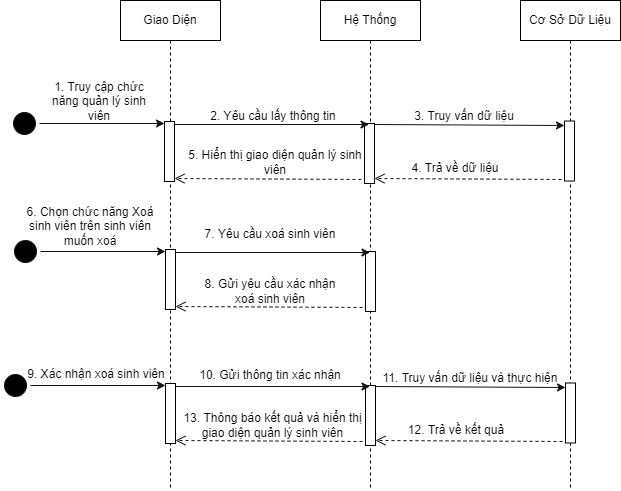 Giao Diện
Hệ Thống
Cơ Sở Dữ Liệu
1. Truy cập chức
năng quản lý sinh
viên
2. Yêu cầu lấy thông tin
3. Truy vấn dữ liệu
5. Hiển thị giao diện quản lý sinh
viên
4. Trả về dữ liệu
6. Chọn chức năng Xoá
sinh viên trên sinh viên
muốn xoá
7. Yêu cầu xoá sinh viên
8. Gửi yêu cầu xác nhận
xoá sinh viên
9. Xác nhận xoá sinh viên
10. Gửi thông tin xác nhận
11. Truy vấn dữ liệu và thực hiện
13. Thông báo kết quả và hiển thị
giao diện quản lý sinh viên
12. Trả về kết quả